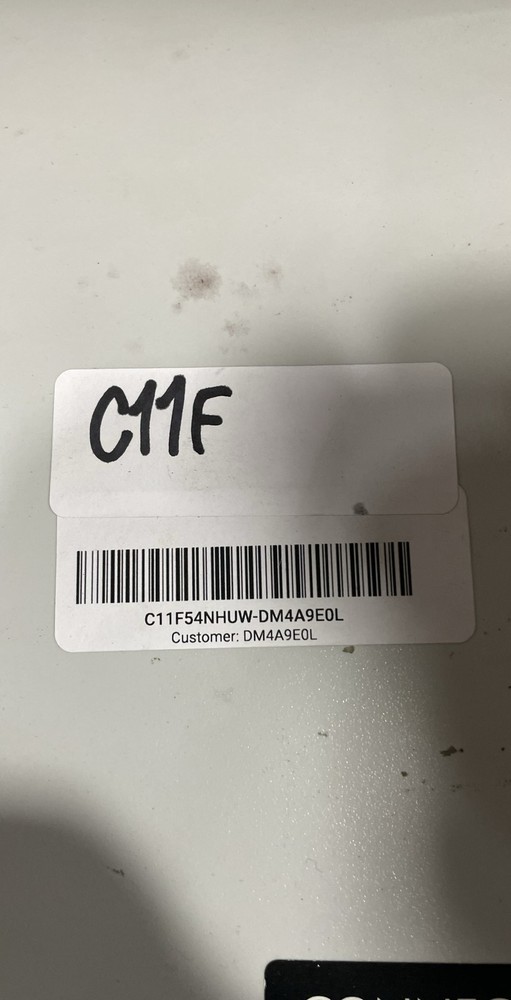 C11F
C11F54NHUW-DM4A9E0L
Customer: DM4A9E0L